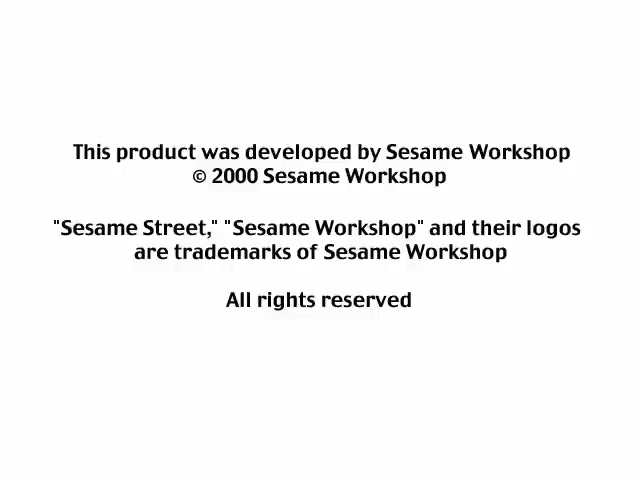 This product was developed by Sesame Workshop
© 2000 Sesame Workshop
"Sesame Street," "Sesame Workshop" and their logos
are trademarks of Sesame Workshop
All rights reserved